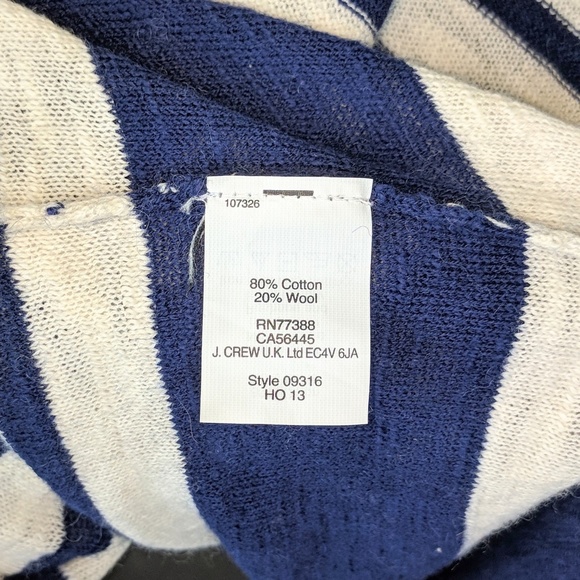 107326
80% Cotton
20% Wool
RN77388
CA56445
J. CREW U.K. Ltd EC4V 6JA
Style 09316
HO 13